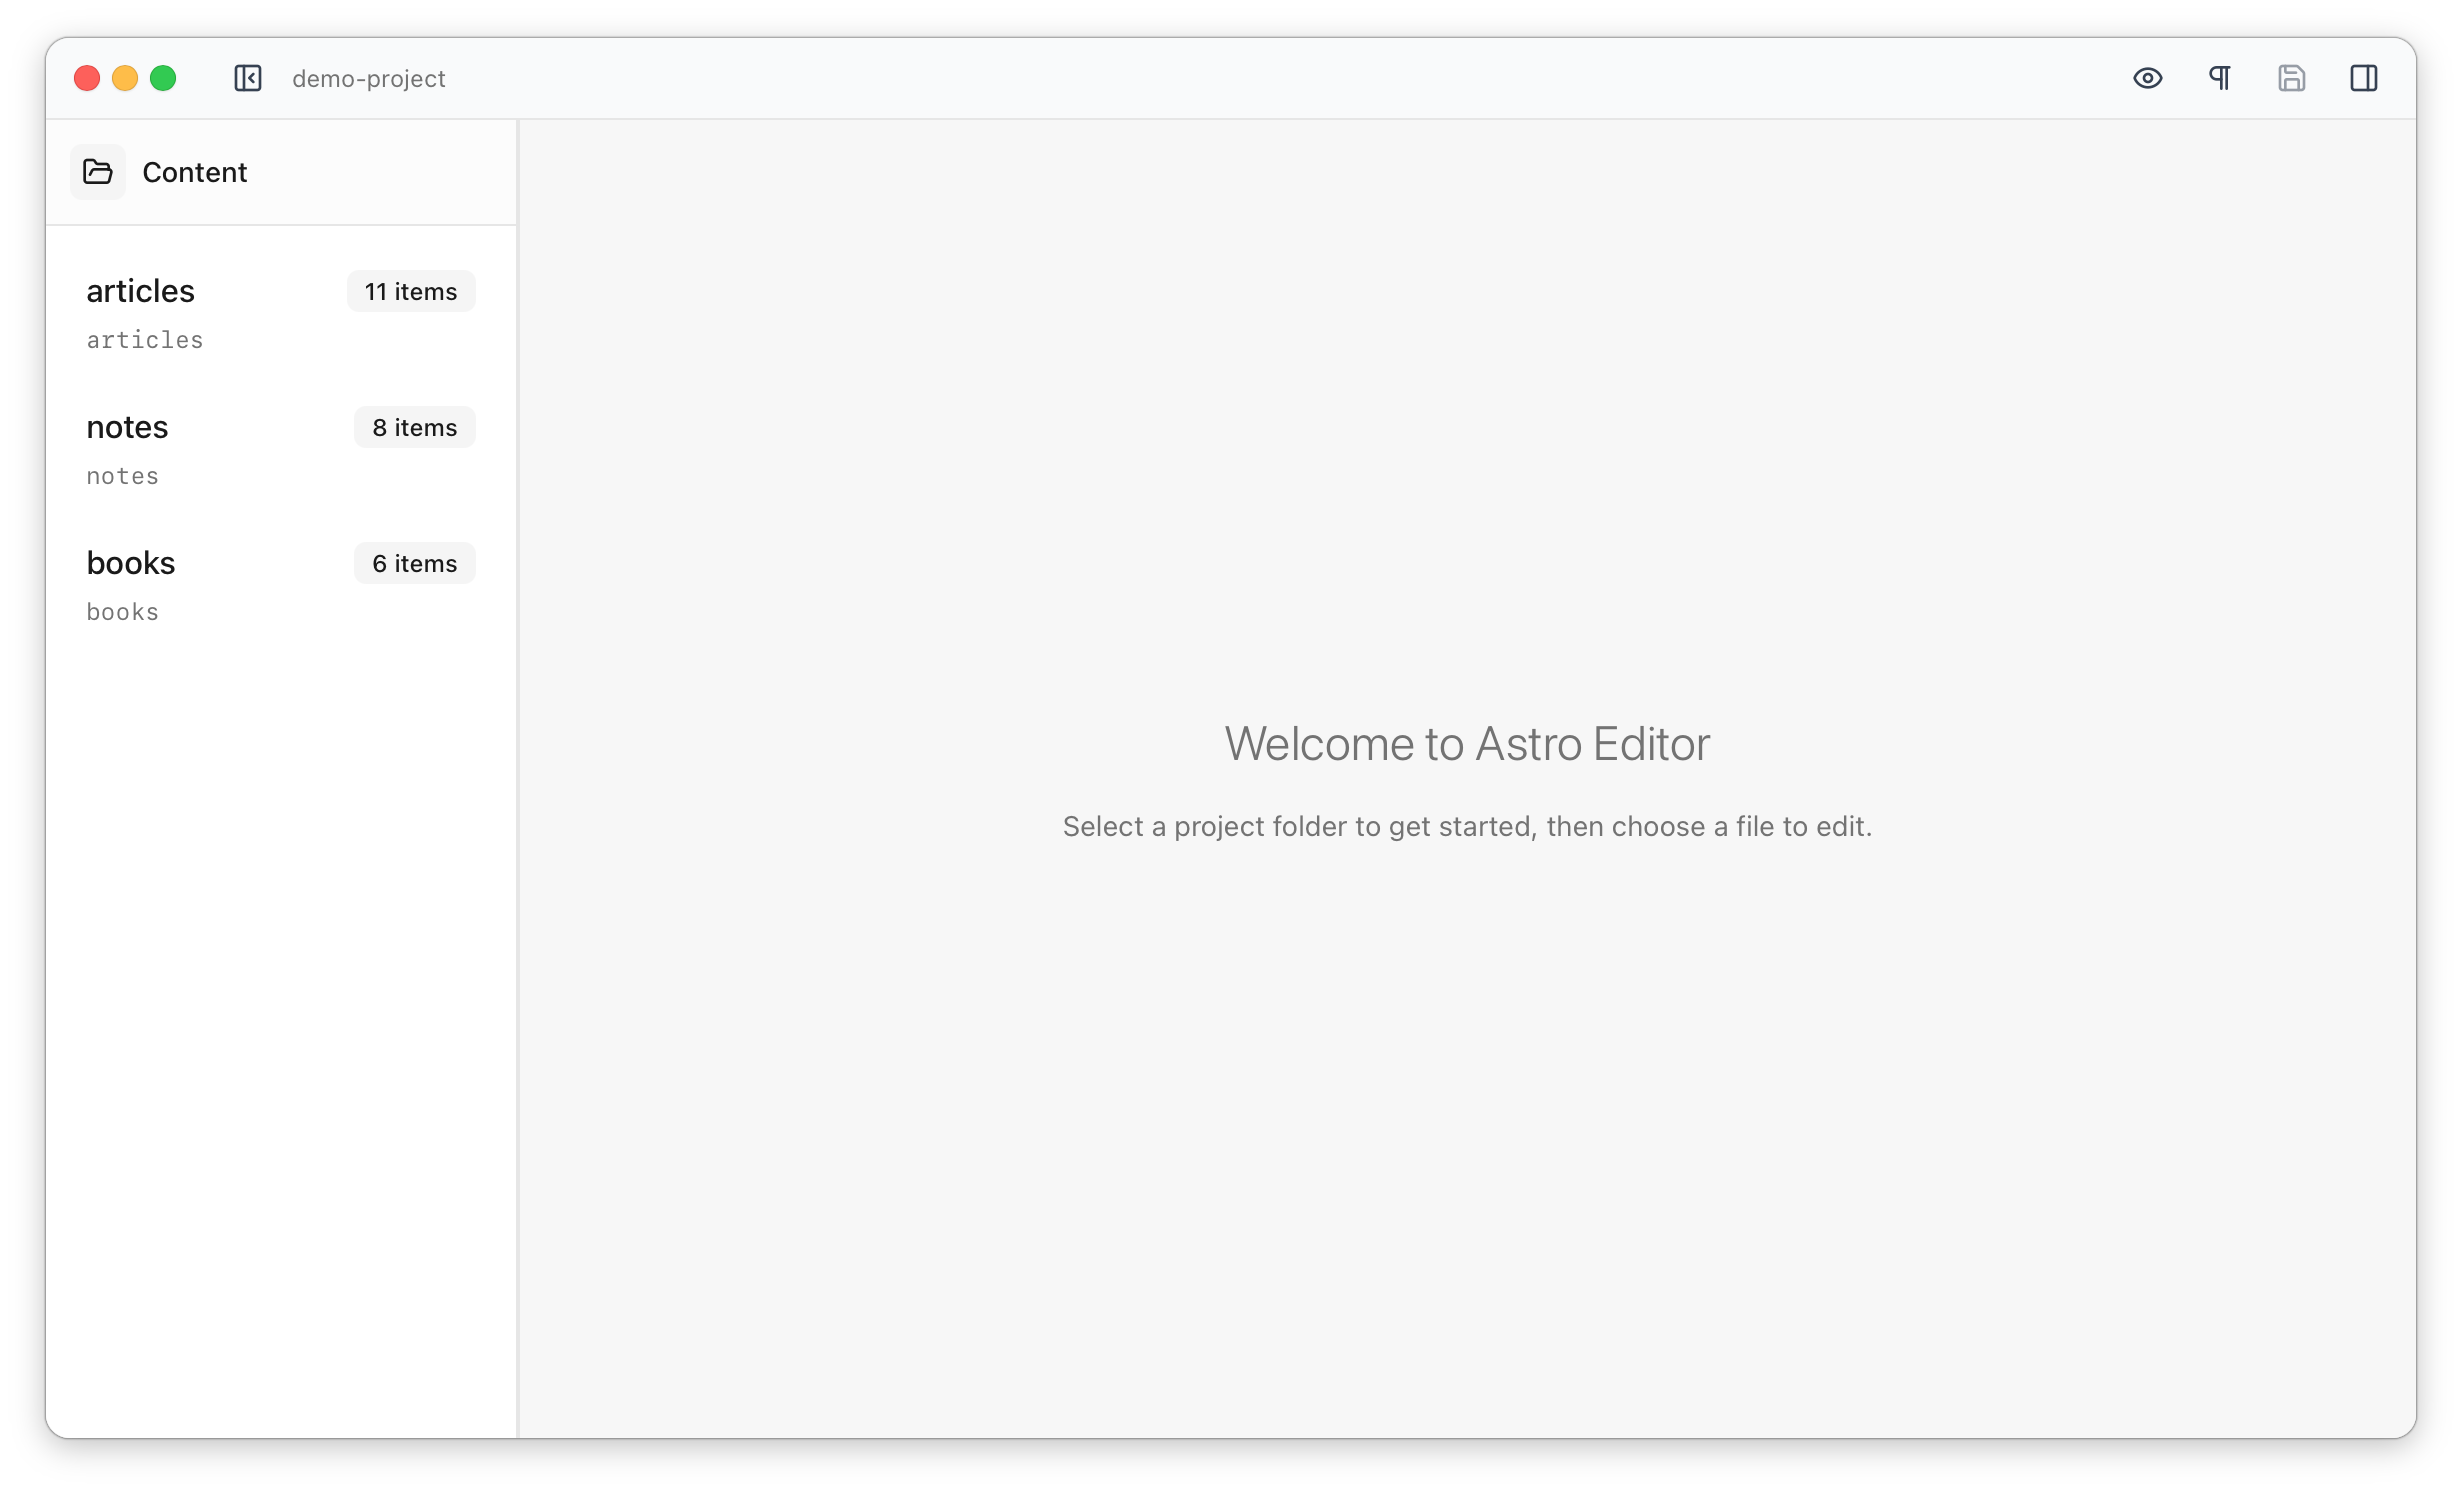 demo-project
Content
articles
11 items
articles
notes
8 items
notes
books
6 items
books
Welcome to Astro Editor
Select a project folder to get started, then choose a file to edit.